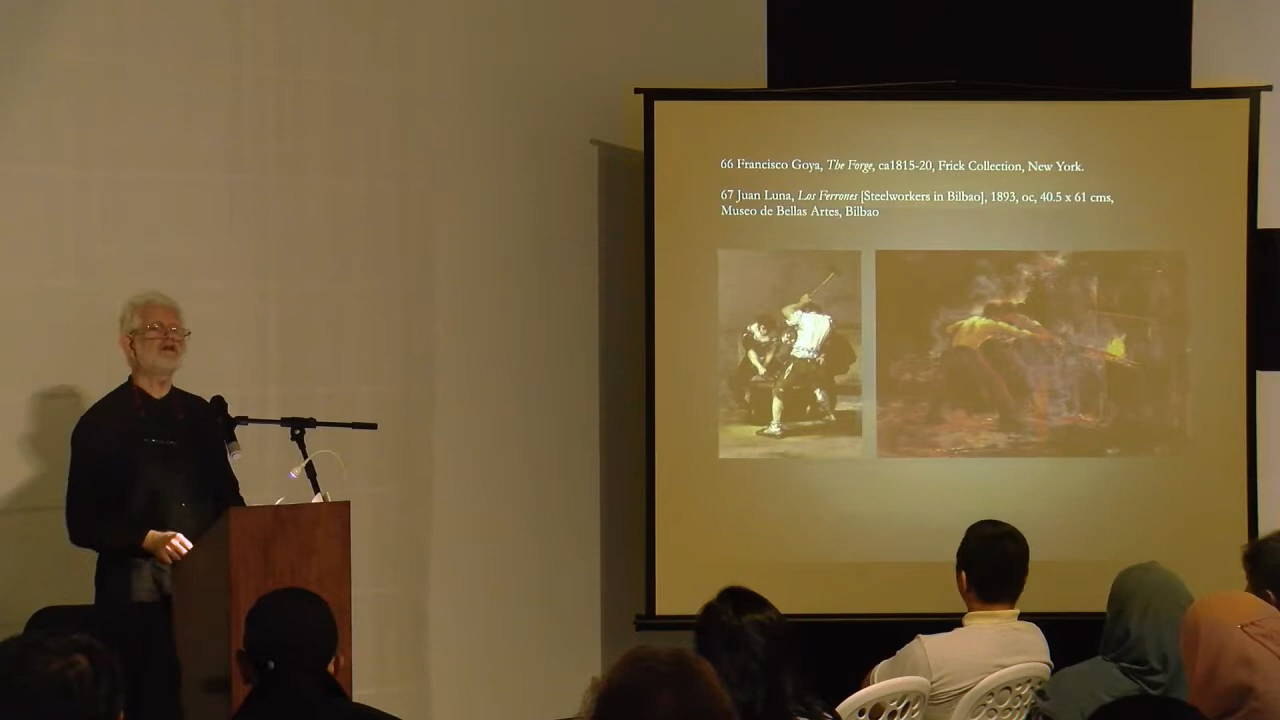 66 Francisco Goya, The Forge, ca1815-20, Frick Collection, New York.
67 Juan Luna, Los Ferrones [Steelworkers in Bilbao], 1893, oc, 40.5 x 61 cms,
Museo de Bellas Artes, Bilbao